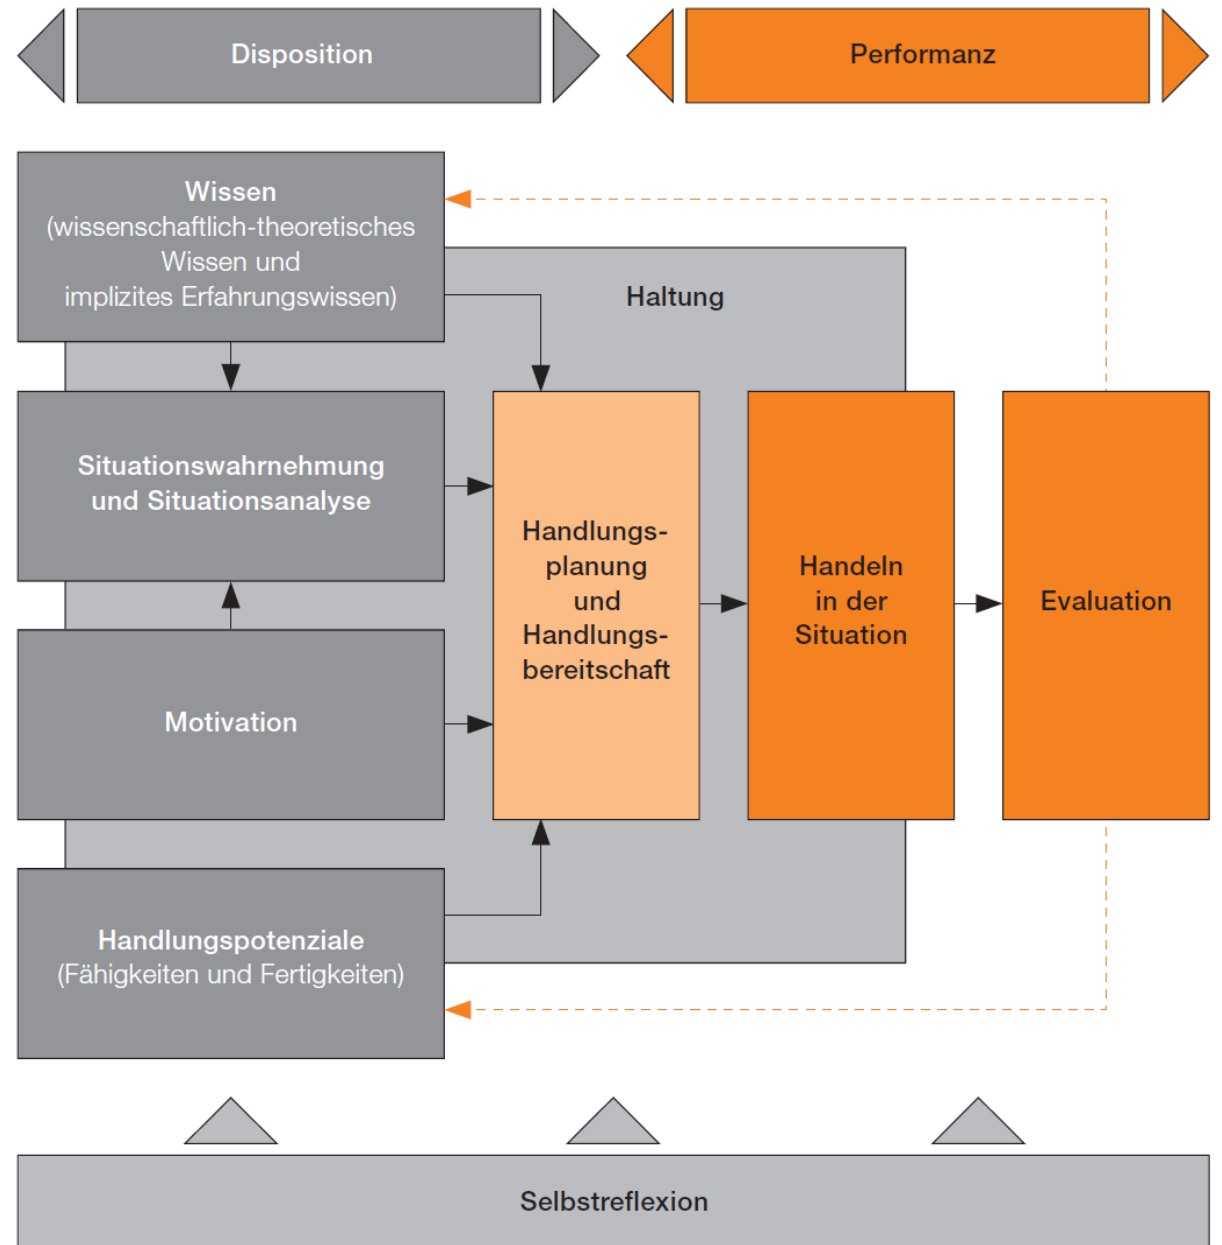 Disposition
Performanz
Wissen
(wissenschaftlich-theoretisches
Wissen und
implizites Erfahrungswissen)
Haltung
Situationswahrnehmung
und Situationsanalyse
Handlungs-
planung
und
Handlungs-
bereitschaft
Handeln
in der
Situation
Evaluation
Motivation
Handlungspotenziale
(Fähigkeiten und Fertigkeiten)
Selbstreflexion